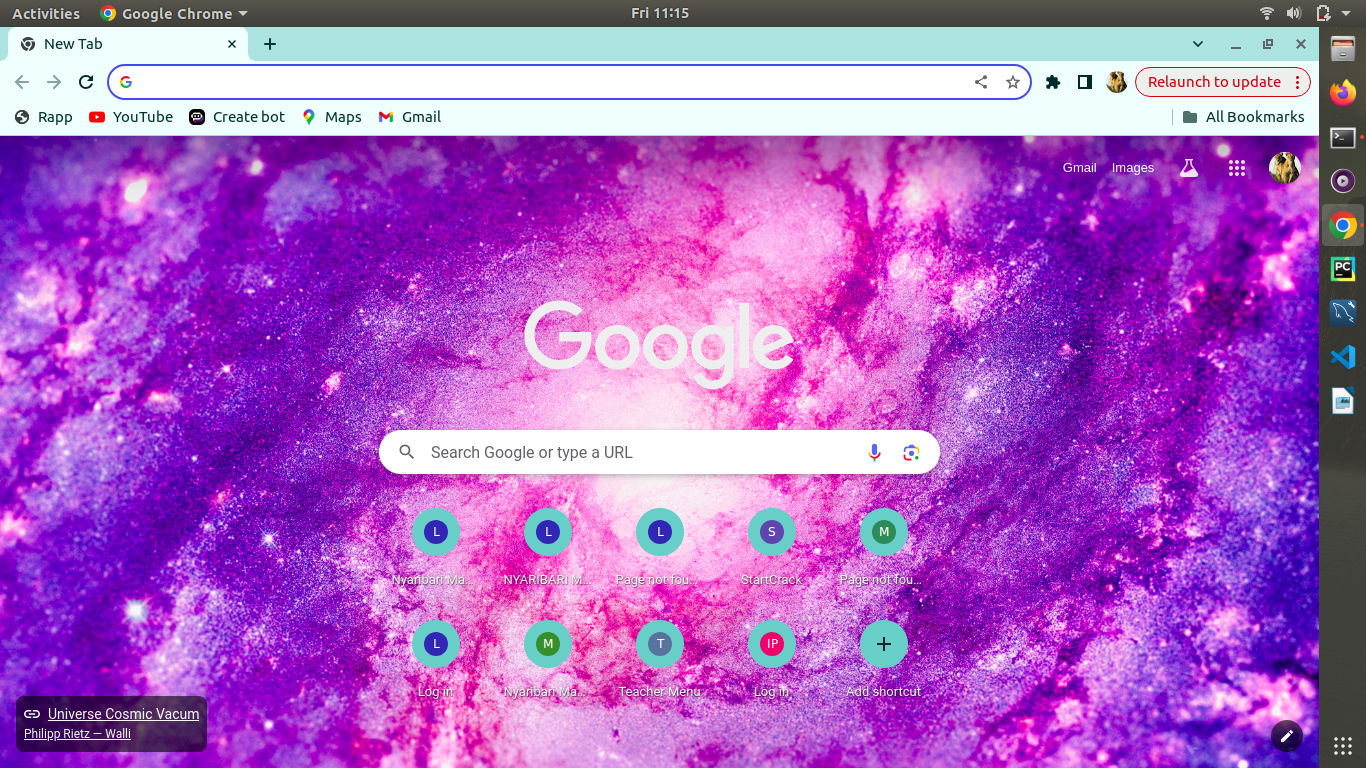 Activities Google Chrome Fri 11:15
New Tab
Relaunch to update
Rapp YouTube Create bot Maps Gmail All Bookmarks
Gmail Images
Google
Search Google or type a URL
L L L S M
Nyaribari Ma... NYARIBARI M... Page not fou... StartCrack Page not fou...
L M T IP
Log in Nyaribari Ma... Teacher Menu Log in Add shortcut
Universe Cosmic Vacum
Philipp Rietz — Walli
PC